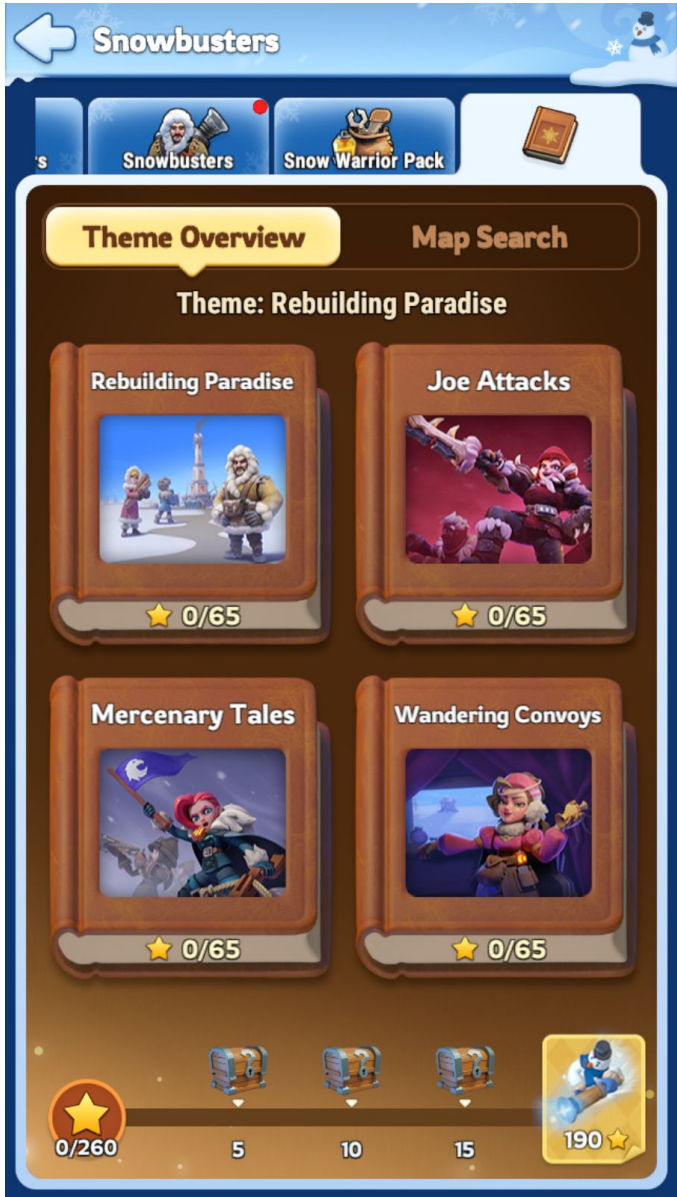 Snowbusters
rs
Snowbusters
Snow Warrior Pack
Theme Overview
Map Search
Theme: Rebuilding Paradise
Rebuilding Paradise
Joe Attacks
0/65
0/65
Mercenary Tales
Wandering Convoys
0/65
0/65
0/260
5
10
15
190